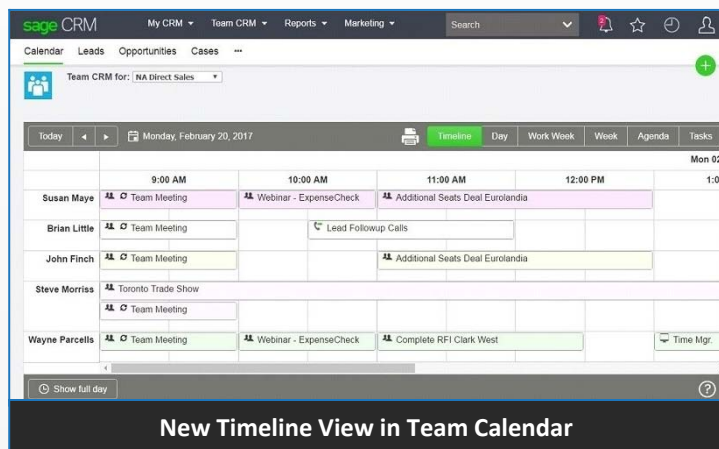 sage CRM My CRM Team CRM Reports Marketing Search 2
Calendar Leads Opportunities Cases ...
Team CRM for: NA Direct Sales
Today Monday, February 20, 2017 Timeline Day Work Week Week Agenda Tasks
Mon 02
9:00 AM 10:00 AM 11:00 AM 12:00 PM 1:0
Susan Maye Team Meeting Webinar - ExpenseCheck Additional Seats Deal Eurolandia
Brian Little Team Meeting Lead Followup Calls
John Finch Team Meeting Additional Seats Deal Eurolandia
Steve Morriss Toronto Trade Show
Team Meeting
Wayne Parcells Team Meeting Webinar - ExpenseCheck Complete RFI Clark West Time Mgr.
Show full day ?
New Timeline View in Team Calendar